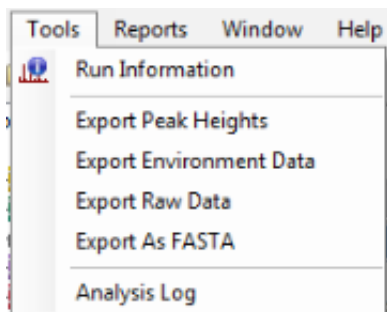 Tools Reports Window Help
Run Information
Export Peak Heights
Export Environment Data
Export Raw Data
Export As FASTA
Analysis Log